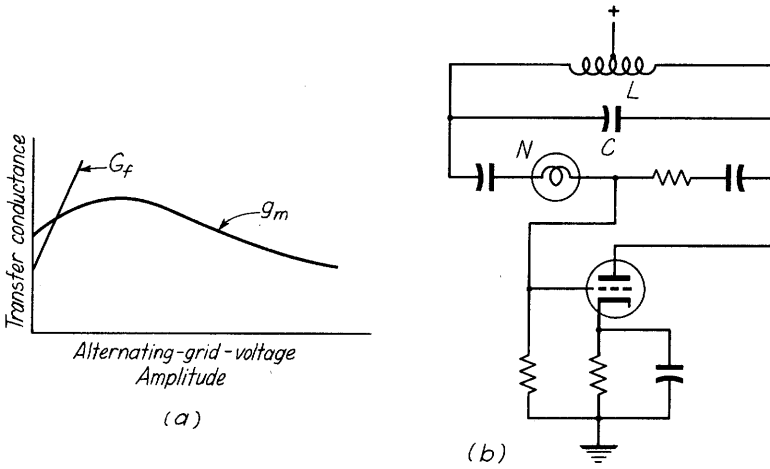 Transfer conductance
G_f
g_m
Alternating-grid-voltage
Amplitude
(a)
+
L
C
N
(b)